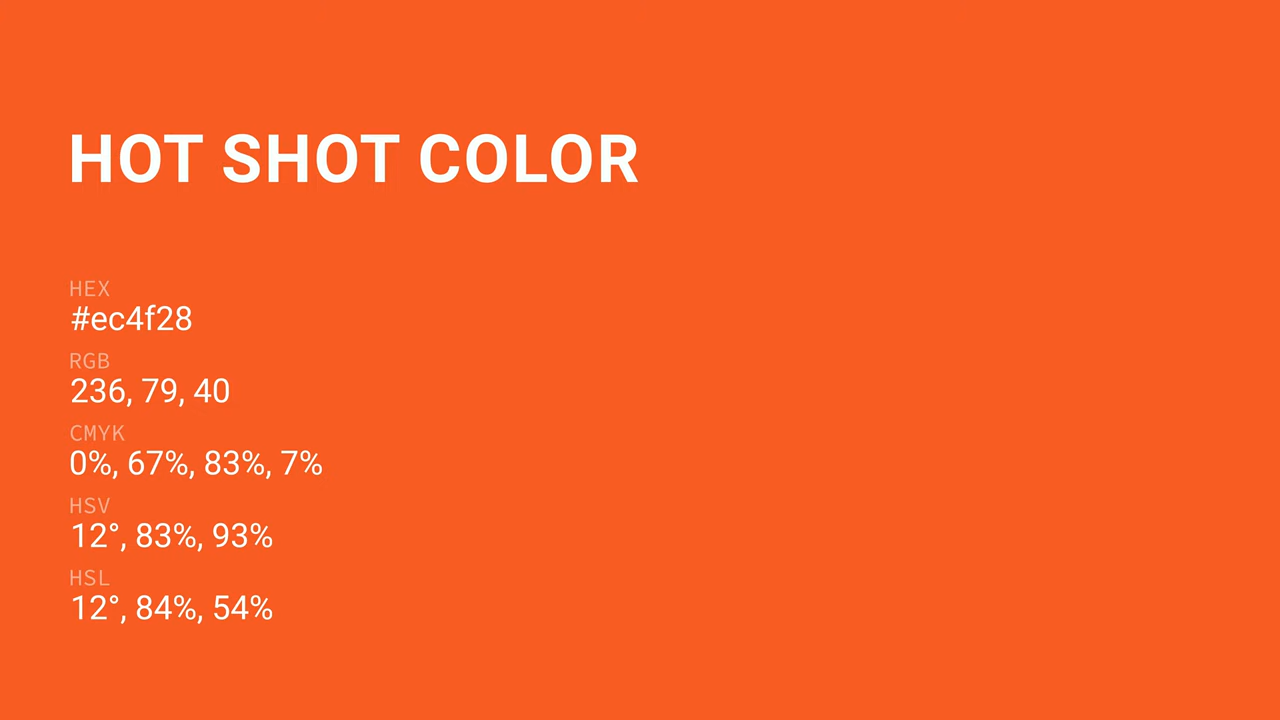 HOT SHOT COLOR
HEX
#ec4f28
RGB
236, 79, 40
CMYK
0%, 67%, 83%, 7%
HSV
12°, 83%, 93%
HSL
12°, 84%, 54%